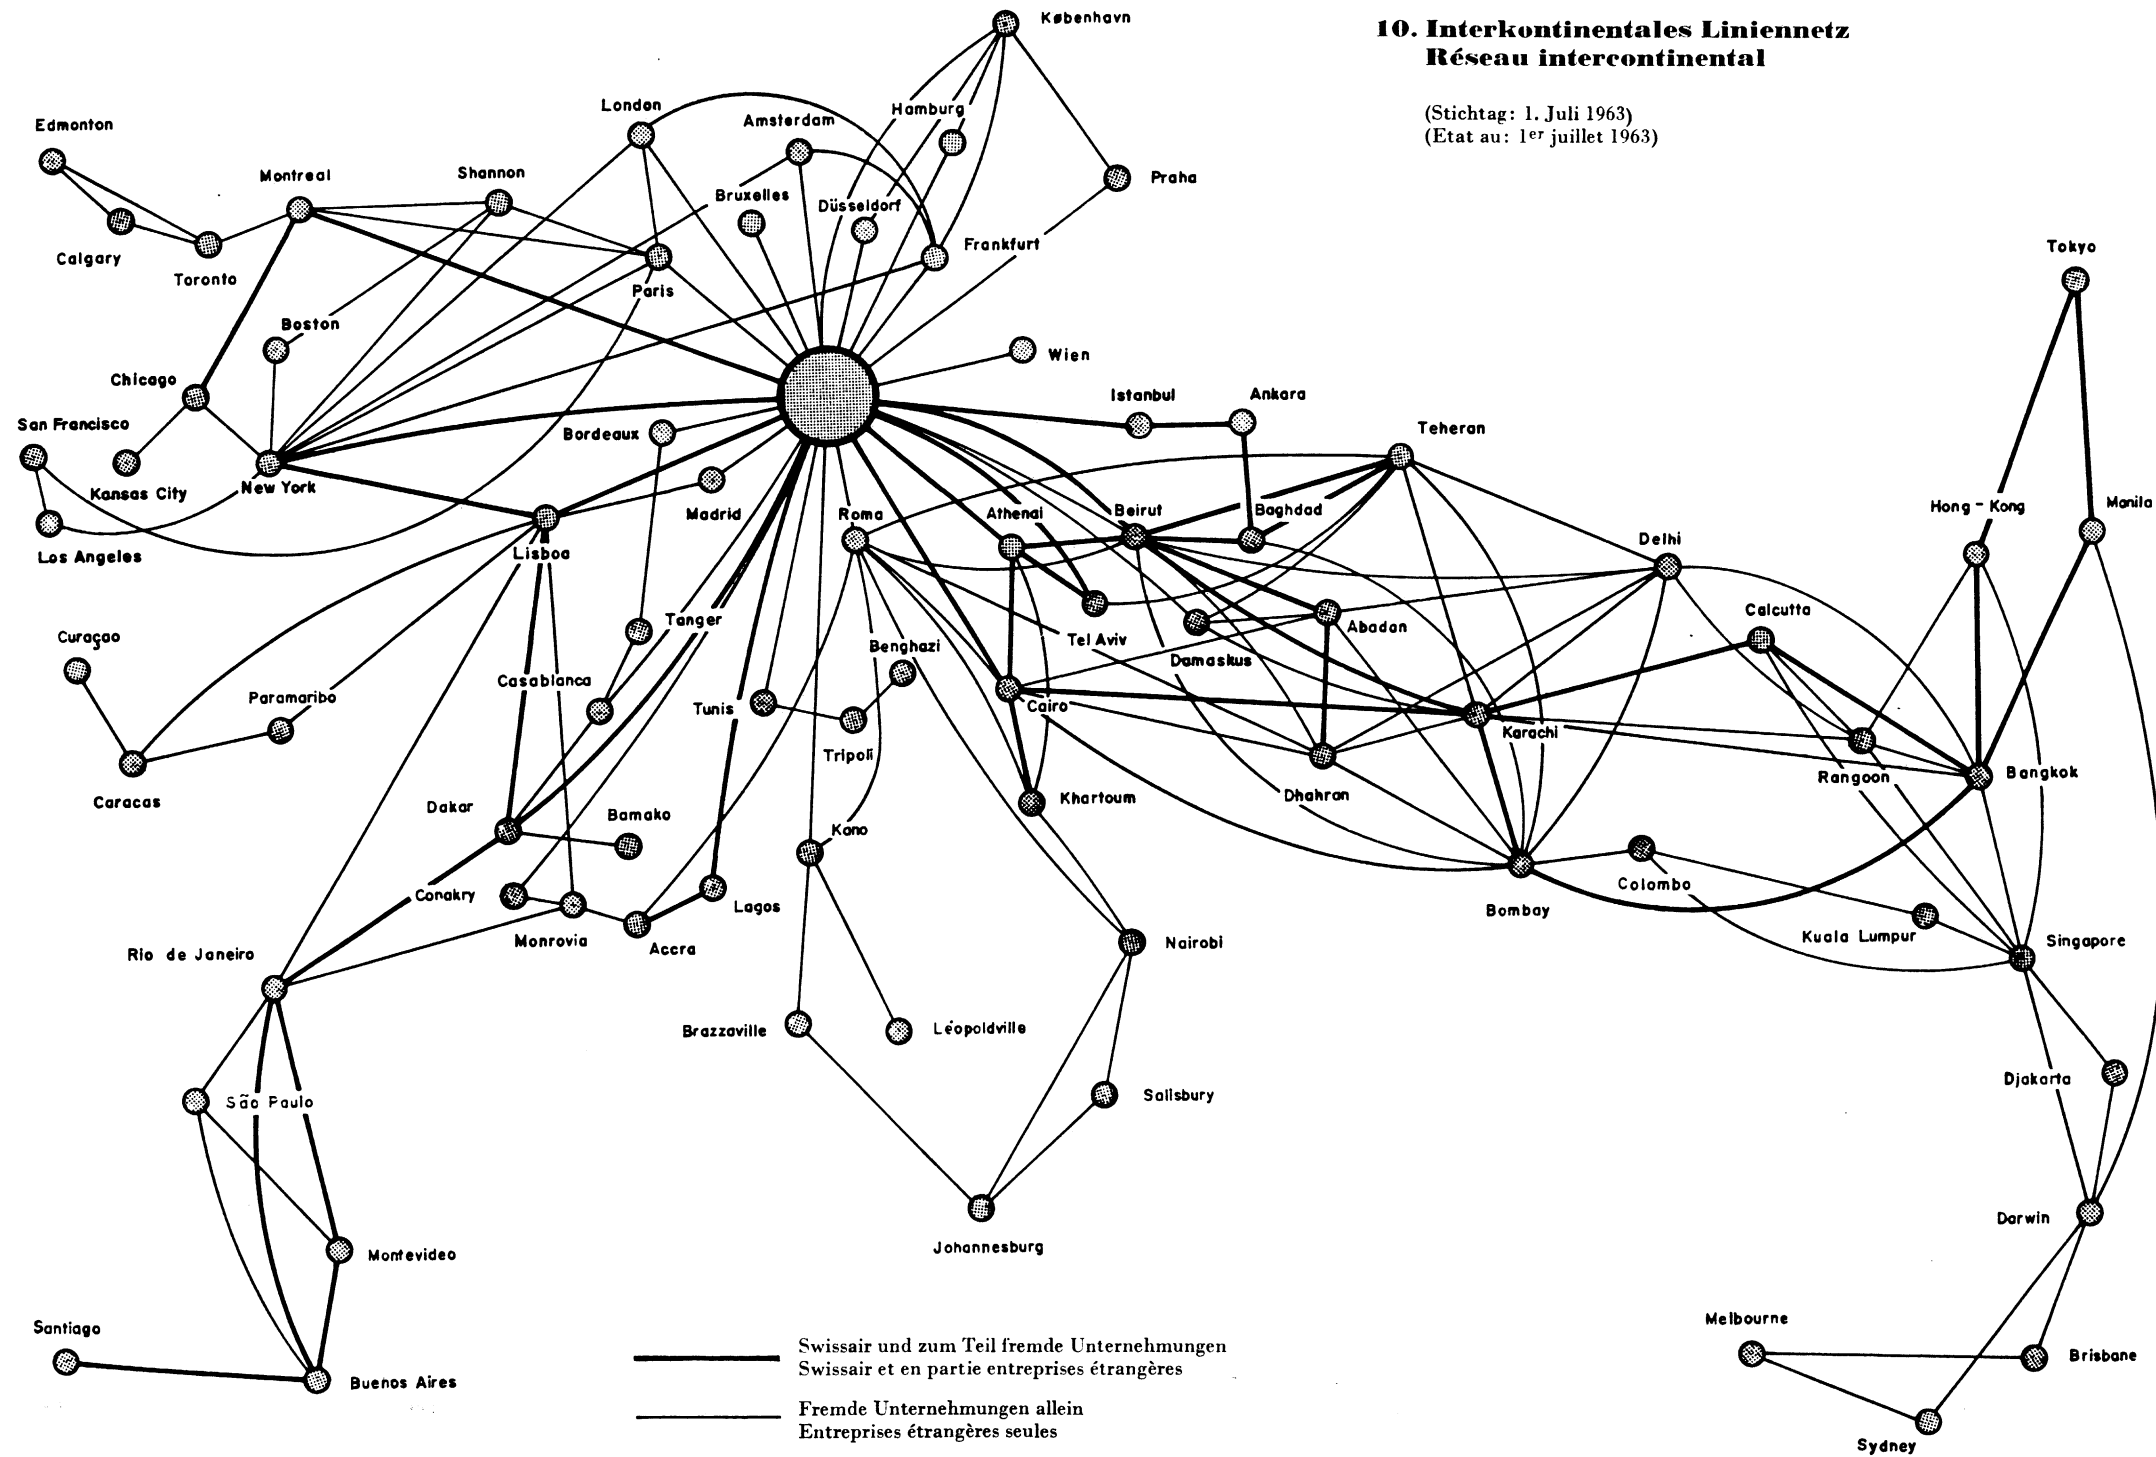 10. Interkontinentales Liniennetz
Réseau intercontinental
(Stichtag: 1. Juli 1963)
(Etat au: 1er juillet 1963)
København
London
Amsterdam
Hamburg
Edmonton
Montreal
Shannon
Praha
Bruxelles
Düsseldorf
Frankfurt
Tokyo
Calgary
Toronto
Paris
Boston
Wien
Chicago
Istanbul
Ankara
San Francisco
Bordeaux
Teheran
Kansas City
New York
Madrid
Roma
Athenai
Beirut
Baghdad
Hong-Kong
Manila
Los Angeles
Lisboa
Delhi
Tanger
Calcutta
Curaçao
Benghazi
Tel Aviv
Abadan
Damaskus
Casablanca
Paramaribo
Tunis
Cairo
Karachi
Tripoli
Rangoon
Bangkok
Caracas
Dakar
Bamako
Khartoum
Dhahran
Kano
Conakry
Lagos
Colombo
Bombay
Monrovia
Accra
Nairobi
Kuala Lumpur
Singapore
Rio de Janeiro
Brazzaville
Léopoldville
Djakarta
São Paulo
Salisbury
Darwin
Johannesburg
Montevideo
Santiago
Melbourne
Buenos Aires
Brisbane
Sydney
Swissair und zum Teil fremde Unternehmungen
Swissair et en partie entreprises étrangères
Fremde Unternehmungen allein
Entreprises étrangères seules